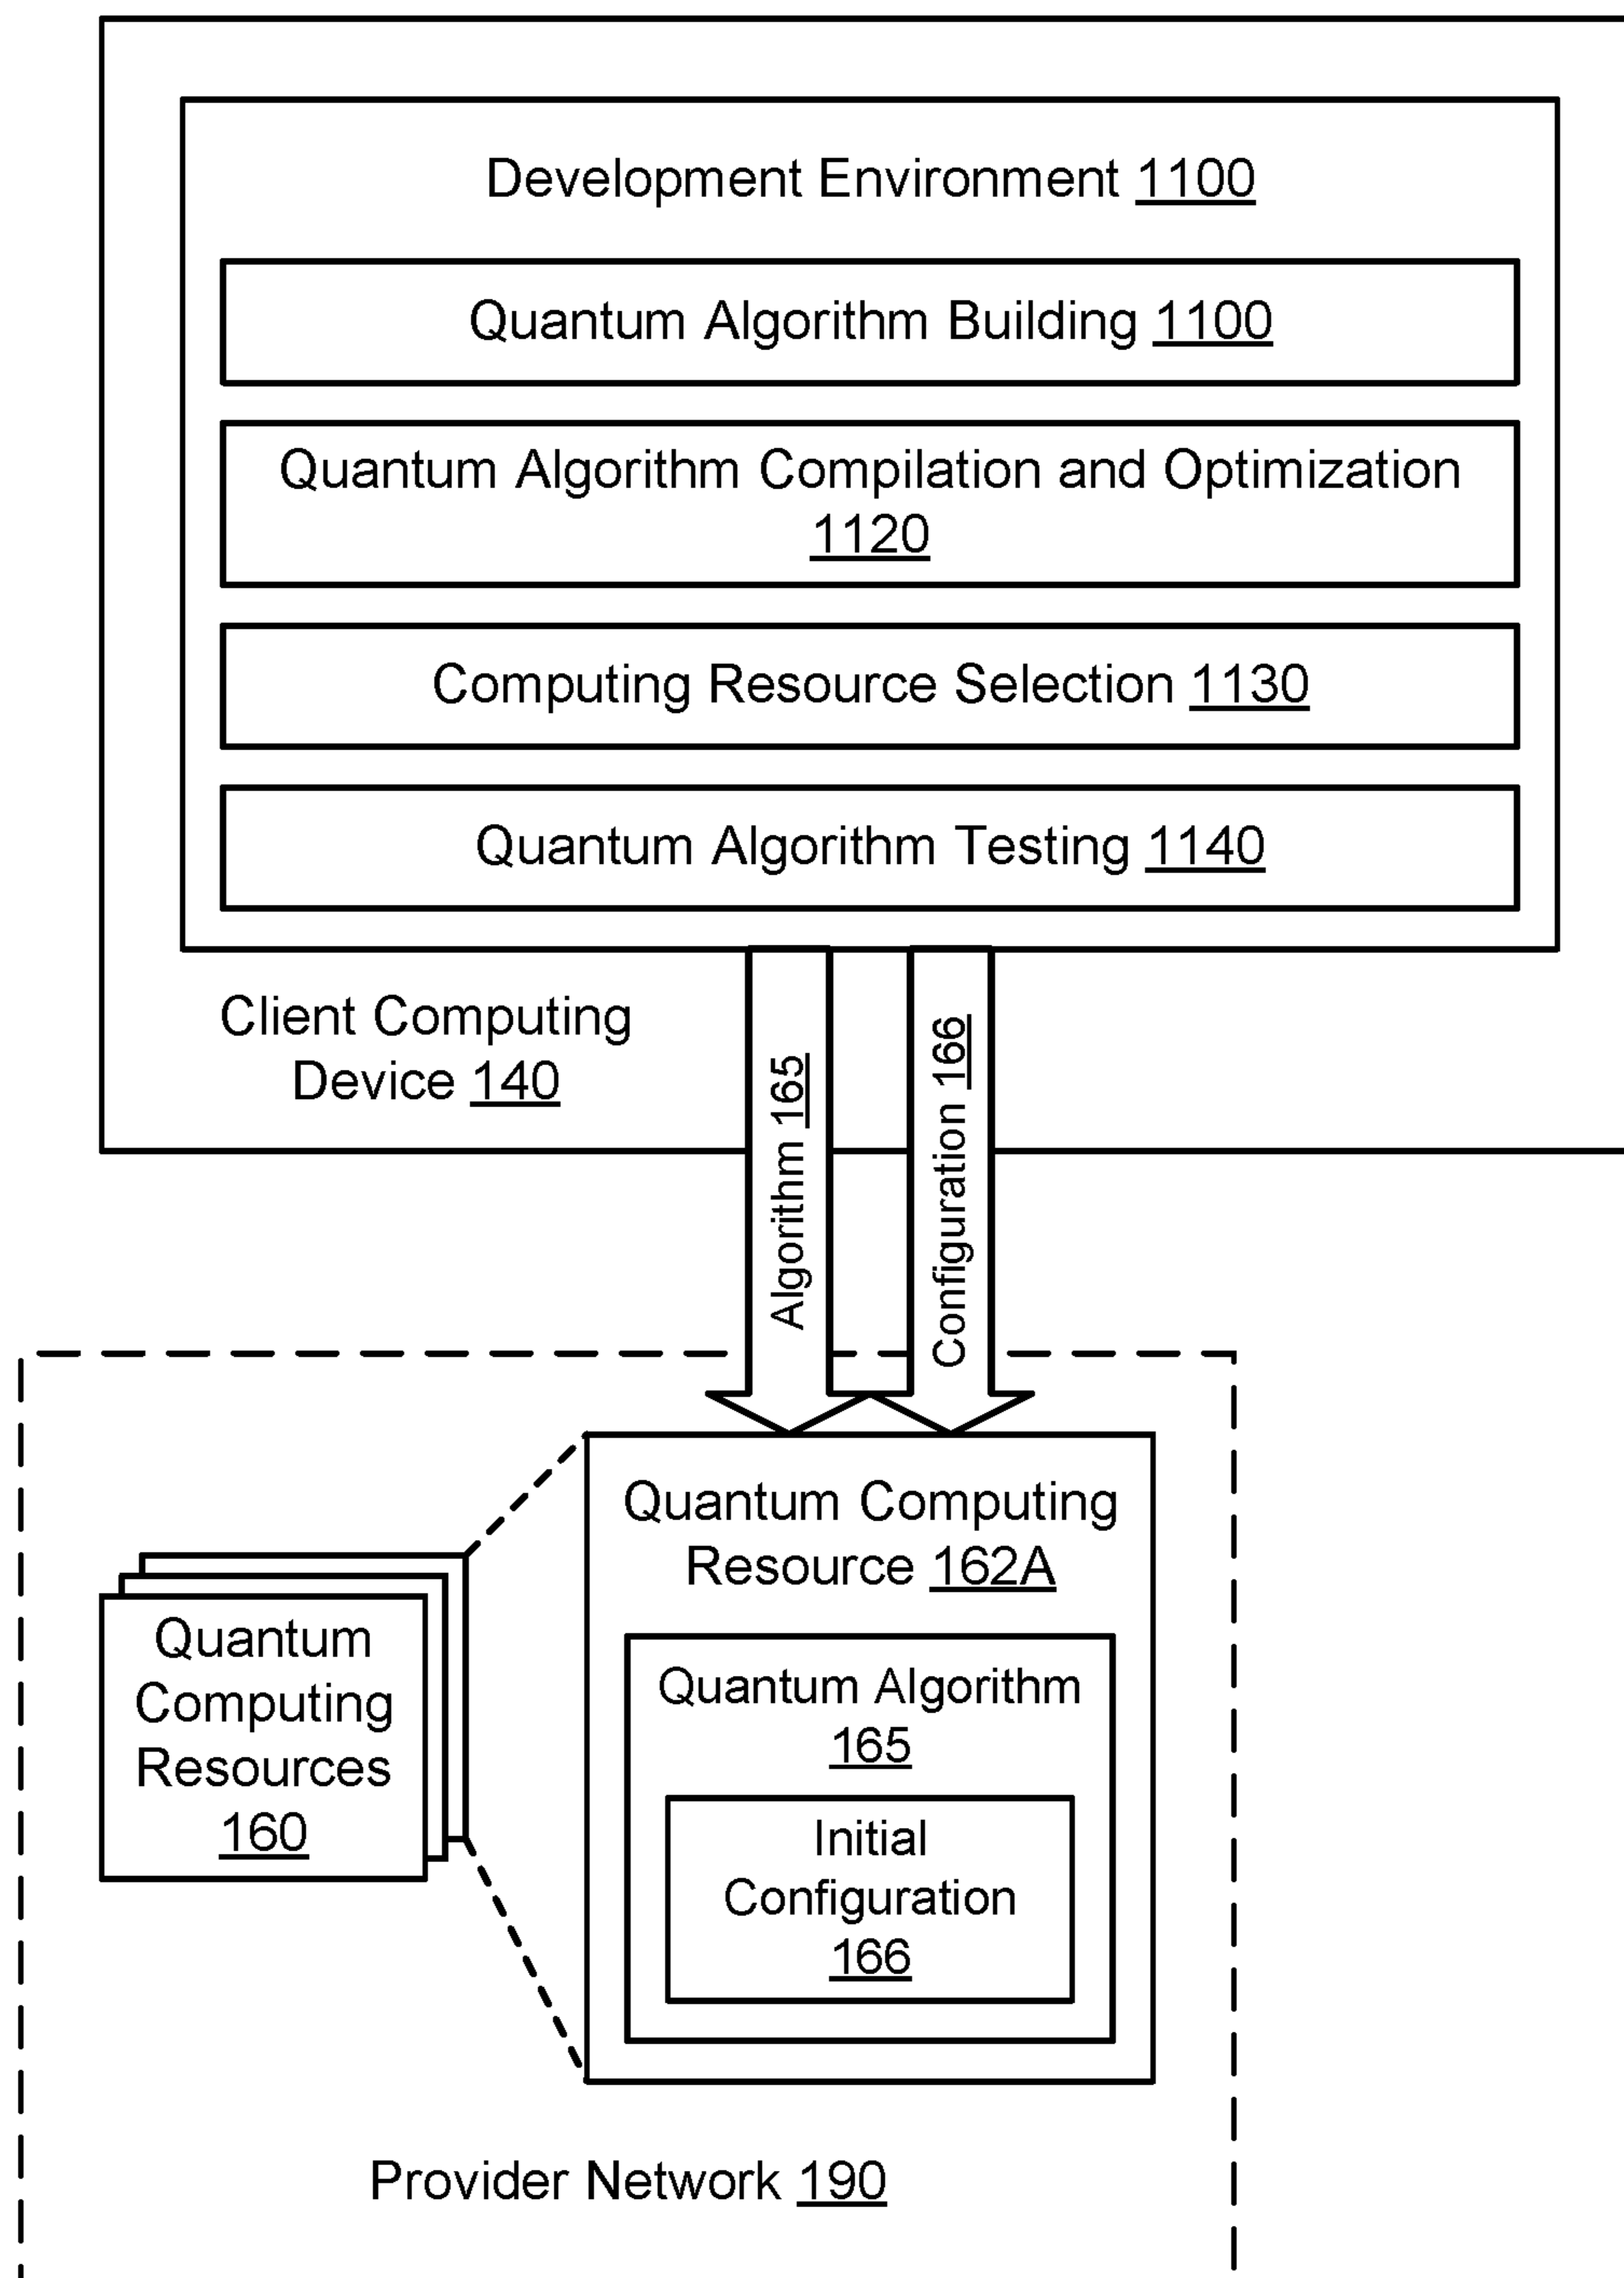 Development Environment 1100
Quantum Algorithm Building 1100
Quantum Algorithm Compilation and Optimization
1120
Computing Resource Selection 1130
Quantum Algorithm Testing 1140
Client Computing
Device 140
Algorithm 165
Configuration 166
Quantum Computing
Resource 162A
Quantum
Computing
Resources
160
Quantum Algorithm
165
Initial
Configuration
166
Provider Network 190